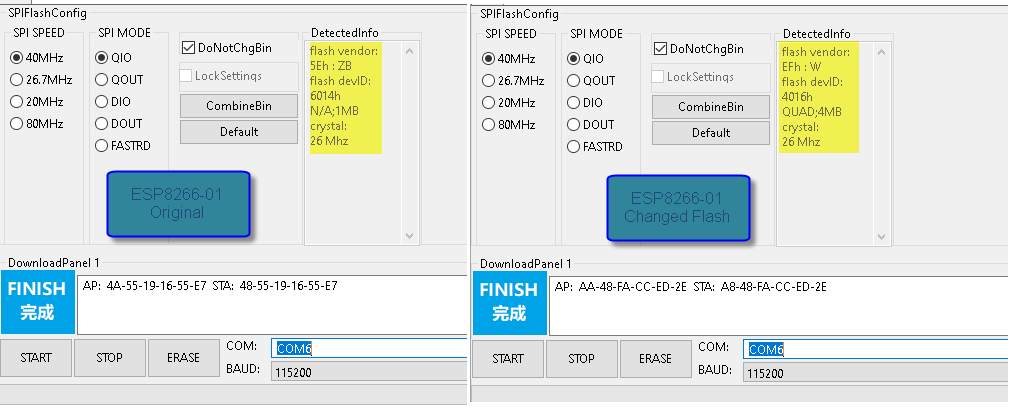 SPIFlashConfig
SPI SPEED
40MHz
26.7MHz
20MHz
80MHz
SPI MODE
QIO
QOUT
DIO
DOUT
FASTRD
DoNotChgBin
LockSettings
CombineBin
Default
DetectedInfo
flash vendor:
5Eh : ZB
flash devID:
6014h
N/A;1MB
crystal:
26 Mhz
ESP8266-01
Original
DownloadPanel 1
FINISH
完成
AP: 4A-55-19-16-55-E7 STA: 48-55-19-16-55-E7
START
STOP
ERASE
COM:
COM6
BAUD:
115200
SPIFlashConfig
SPI SPEED
40MHz
26.7MHz
20MHz
80MHz
SPI MODE
QIO
QOUT
DIO
DOUT
FASTRD
DoNotChgBin
LockSettings
CombineBin
Default
DetectedInfo
flash vendor:
EFh : W
flash devID:
4016h
QUAD;4MB
crystal:
26 Mhz
ESP8266-01
Changed Flash
DownloadPanel 1
FINISH
完成
AP: AA-48-FA-CC-ED-2E STA: A8-48-FA-CC-ED-2E
START
STOP
ERASE
COM:
COM6
BAUD:
115200